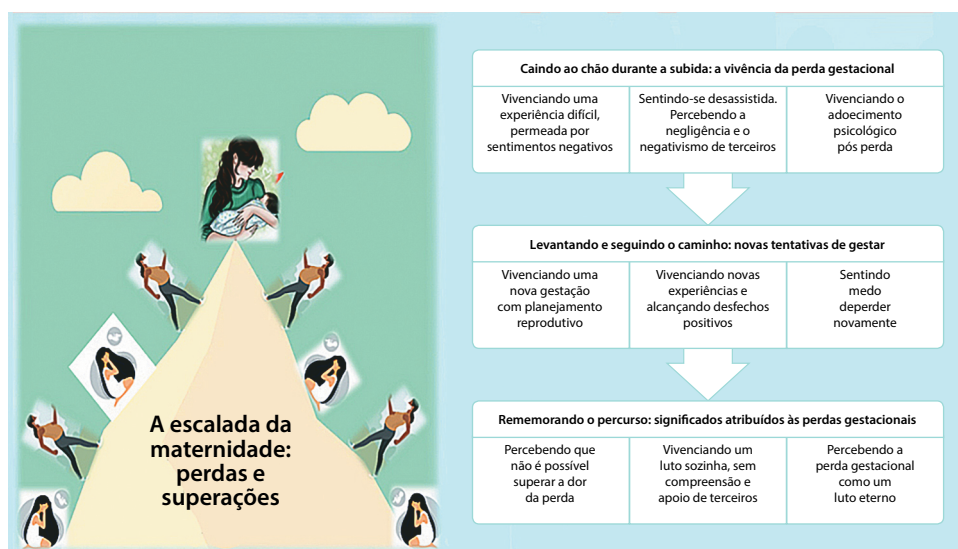 A escalada da
maternidade:
perdas e
superações
Caindo ao chão durante a subida: a vivência da perda gestacional
Vivenciando uma
experiência difícil,
permeada por
sentimentos negativos
Sentindo-se desassistida.
Percebendo a
negligência e o
negativismo de terceiros
Vivenciando o
adoecimento
psicológico
pós perda
Levantando e seguindo o caminho: novas tentativas de gestar
Vivenciando uma
nova gestação
com planejamento
reprodutivo
Vivenciando novas
experiências e
alcançando desfechos
positivos
Sentindo
medo
deperder
novamente
Rememorando o percurso: significados atribuídos às perdas gestacionais
Percebendo que
não é possível
superar a dor
da perda
Vivenciando um
luto sozinha, sem
compreensão e
apoio de terceiros
Percebendo a
perda gestacional
como um
luto eterno